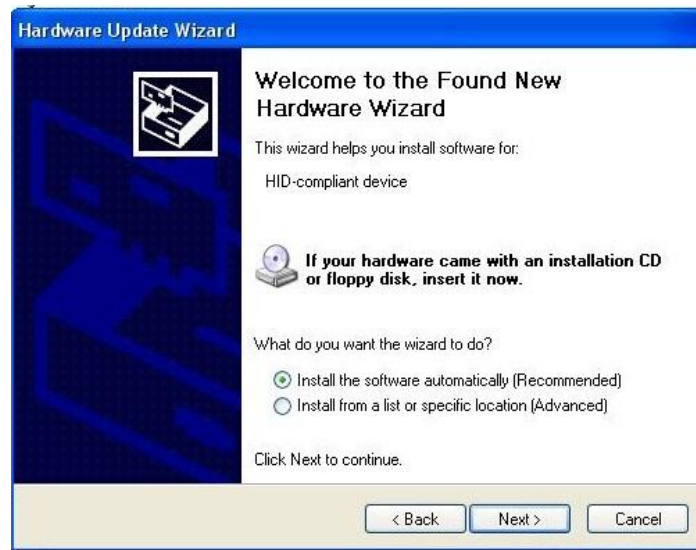 Hardware Update Wizard
Welcome to the Found New
Hardware Wizard
This wizard helps you install software for:
HID-compliant device
If your hardware came with an installation CD
or floppy disk, insert it now.
What do you want the wizard to do?
Install the software automatically (Recommended)
Install from a list or specific location (Advanced)
Click Next to continue.
< Back Next > Cancel